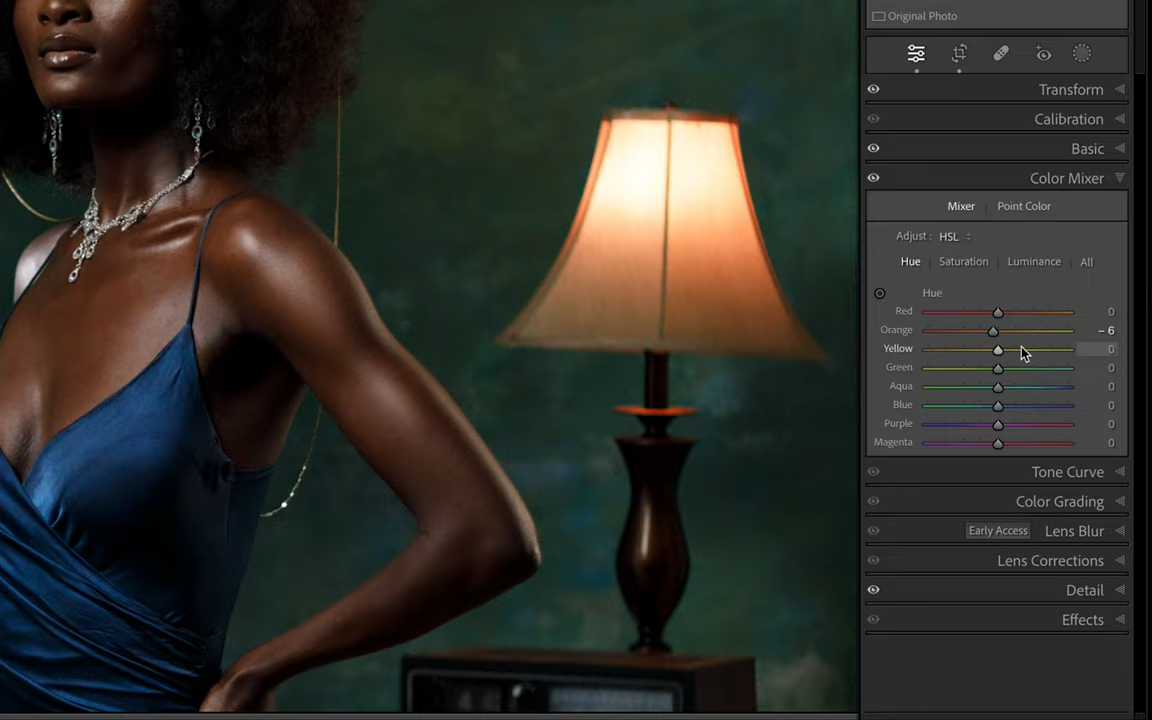 Original Photo
Transform
Calibration
Basic
Color Mixer
Mixer | Point Color
Adjust : HSL
Hue | Saturation | Luminance | All
Hue
Red 0
Orange – 6
Yellow 0
Green 0
Aqua 0
Blue 0
Purple 0
Magenta 0
Tone Curve
Color Grading
Early Access Lens Blur
Lens Corrections
Detail
Effects